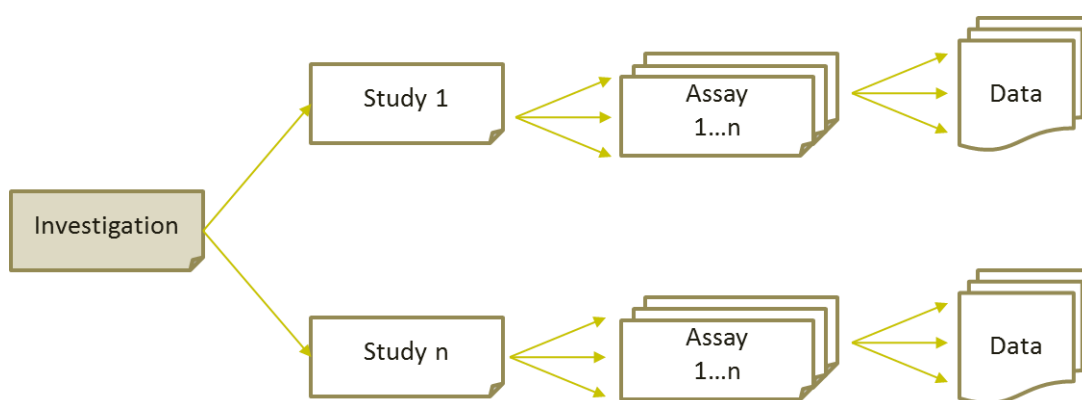 Study 1
Assay
1...n
Data
Investigation
Study n
Assay
1...n
Data